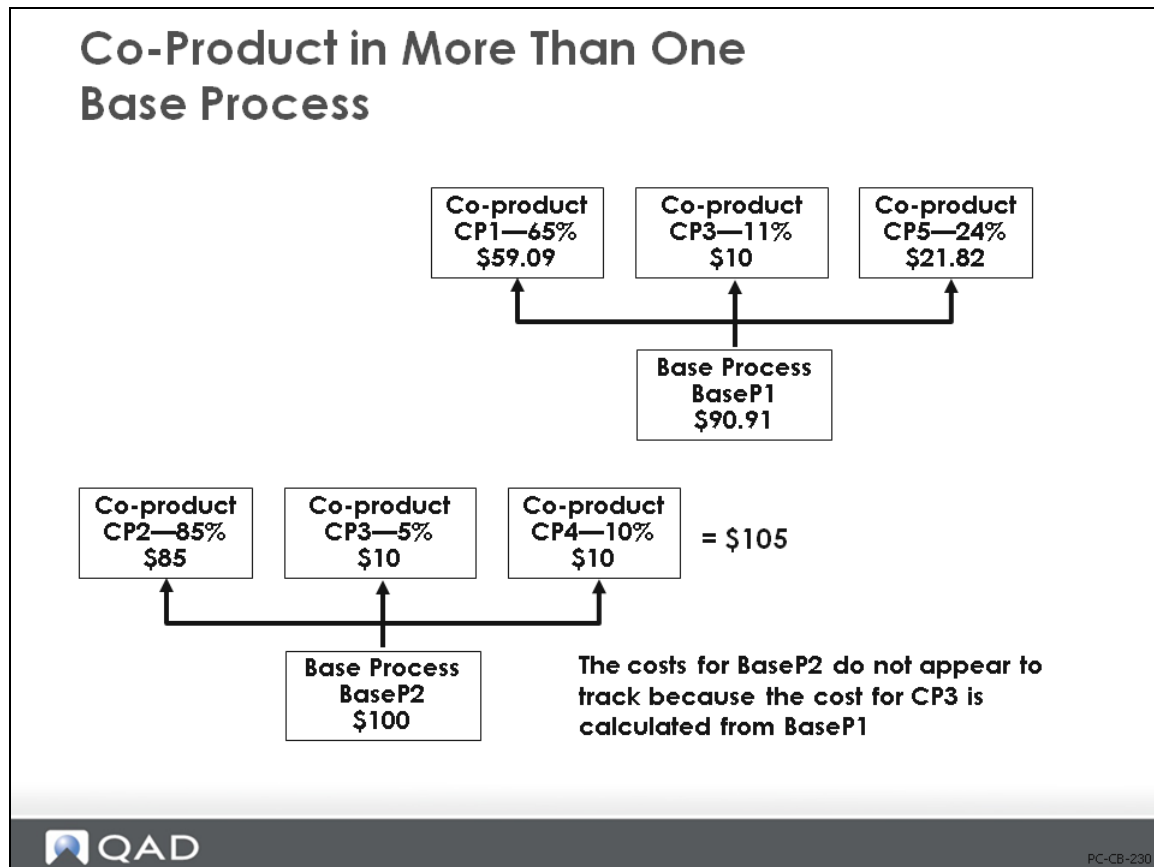 Co-Product in More Than One
Base Process
Co-product
CP1—65%
$59.09
Co-product
CP3—11%
$10
Co-product
CP5—24%
$21.82
Base Process
BaseP1
$90.91
Co-product
CP2—85%
$85
Co-product
CP3—5%
$10
Co-product
CP4—10%
$10
= $105
Base Process
BaseP2
$100
The costs for BaseP2 do not appear to
track because the cost for CP3 is
calculated from BaseP1
QAD
PC-CB-230